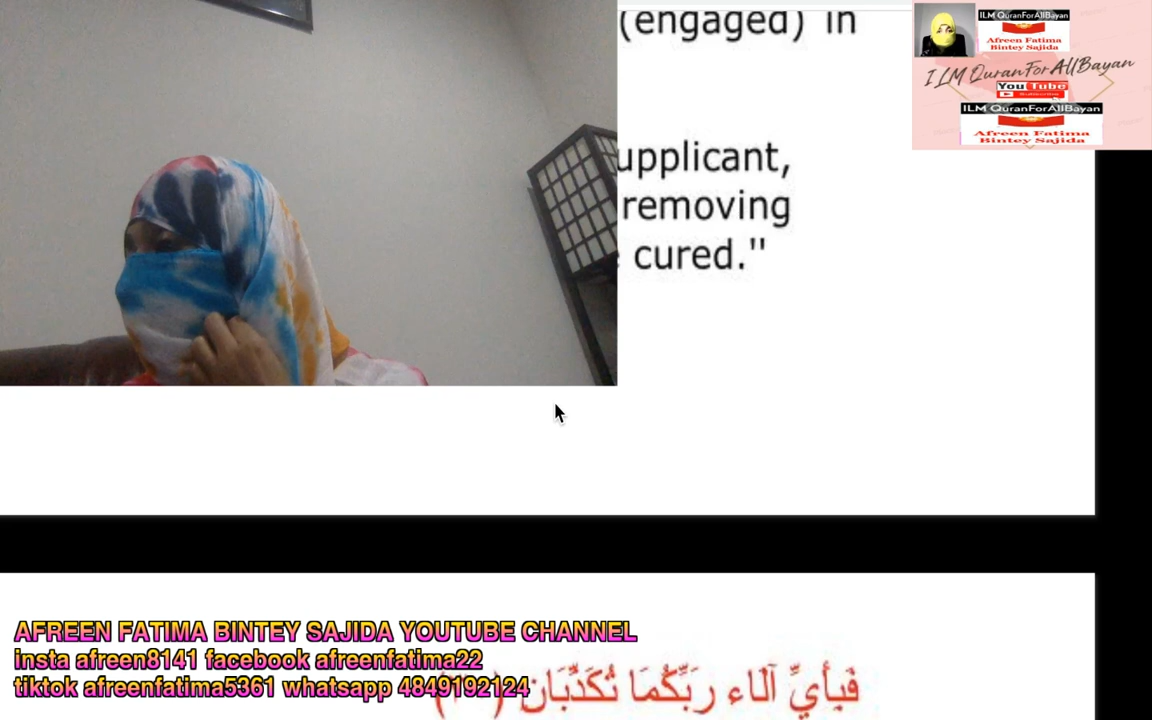 (engaged) in
upplicant,
removing
cured."
ILM QuranForAllBayan
Afreen Fatima
Bintey Sajida
ILM QuranForAllBayan
YouTube
ILM QuranForAllBayan
Afreen Fatima
Bintey Sajida
AFREEN FATIMA BINTEY SAJIDA YOUTUBE CHANNEL
insta afreen8141 facebook afreenfatima22
tiktok afreenfatima5361 whatsapp 4849192124
فَبِأَيِّ آَلَاءِ رَبِّكُمَا تُكَذِّبَانِ